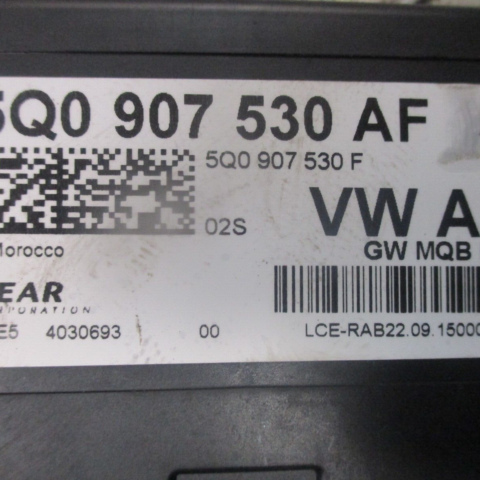 5Q0 907 530 AF
5Q0 907 530 F
02S
VW A
Morocco
GW MQB
EAR
RPORATION
E5 4030693 00 LCE-RAB22.09.15000